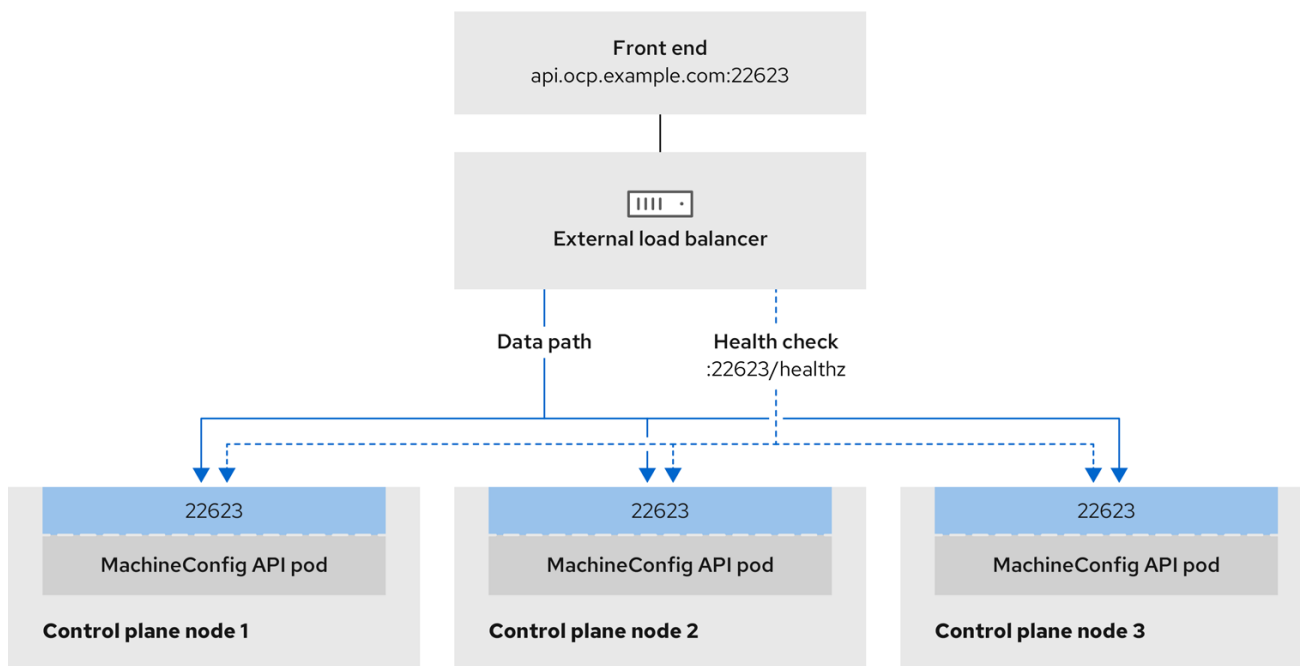 Front end
api.ocp.example.com:22623
External load balancer
Data path
Health check
:22623/healthz
22623
22623
22623
MachineConfig API pod
MachineConfig API pod
MachineConfig API pod
Control plane node 1
Control plane node 2
Control plane node 3